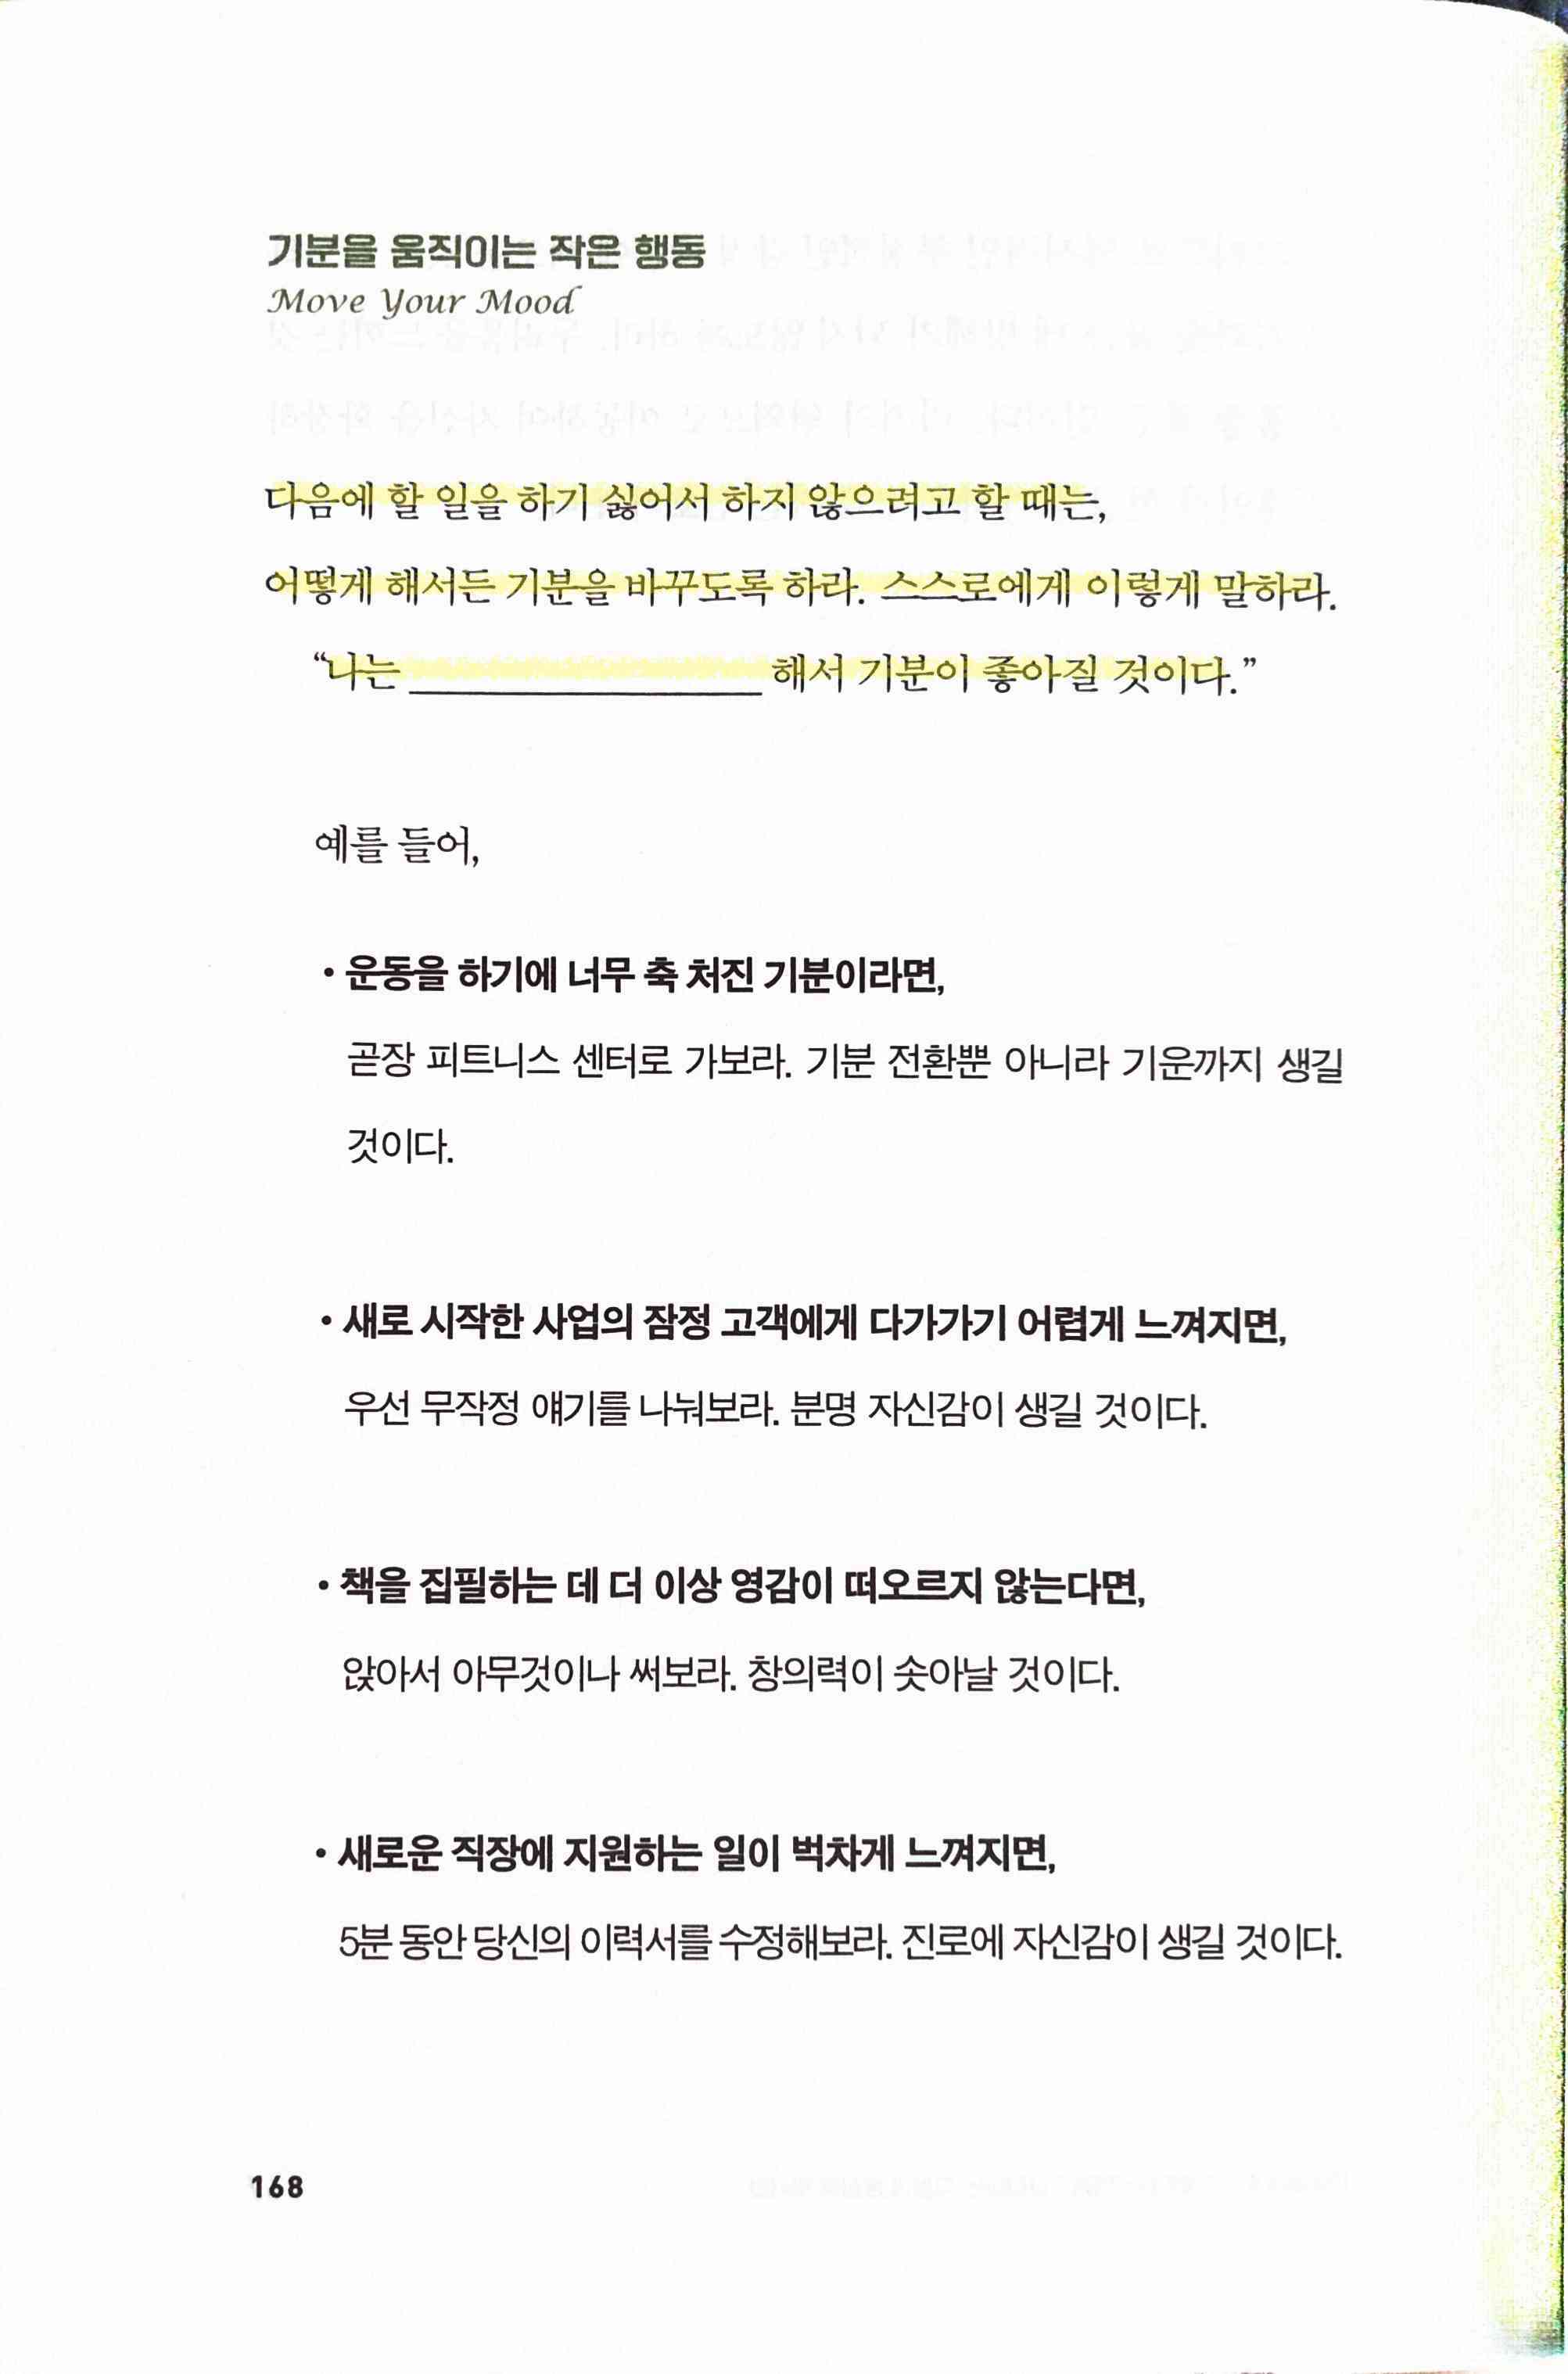 기분을 움직이는 작은 행동
Move Your Mood
다음에 할 일을 하기 싫어서 하지 않으려고 할 때는,
어떻게 해서든 기분을 바꾸도록 하라. 스스로에게 이렇게 말하라.
“나는 ______________ 해서 기분이 좋아질 것이다.”
예를 들어,
• 운동을 하기에 너무 축 처진 기분이라면,
곧장 피트니스 센터로 가보라. 기분 전환뿐 아니라 기운까지 생길
것이다.
• 새로 시작한 사업의 잠정 고객에게 다가가기 어렵게 느껴지면,
우선 무작정 얘기를 나눠보라. 분명 자신감이 생길 것이다.
• 책을 집필하는 데 더 이상 영감이 떠오르지 않는다면,
앉아서 아무것이나 써보라. 창의력이 솟아날 것이다.
• 새로운 직장에 지원하는 일이 벅차게 느껴지면,
5분 동안 당신의 이력서를 수정해보라. 진로에 자신감이 생길 것이다.
168